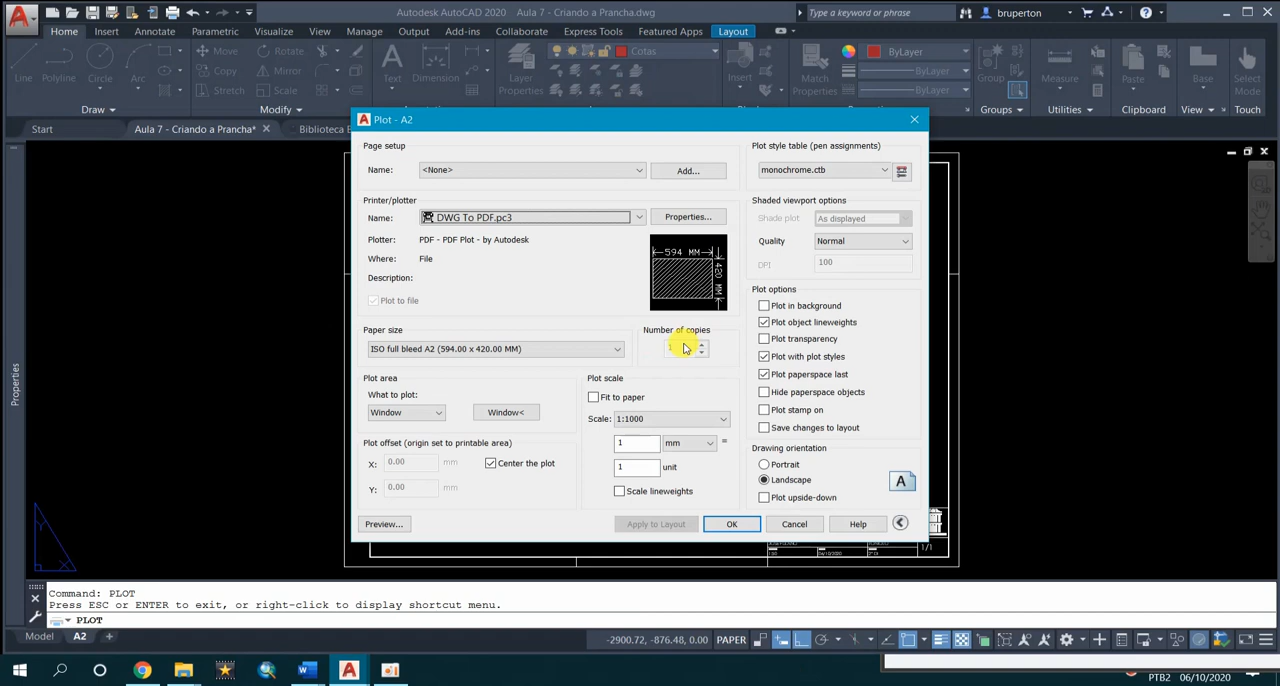 Autodesk AutoCAD 2020 Aula 7 - Criando a Prancha.dwg
Type a keyword or phrase
bruperton
Home Insert Annotate Parametric Visualize View Manage Output Add-ins Collaborate Express Tools Featured Apps Layout
Line Polyline Circle Arc
Move Rotate
Copy Mirror
Stretch Scale
Text Dimension
Layer Properties
Cotas
Insert
Match Properties
ByLayer
ByLayer
ByLayer
Group
Measure
Paste
Base
Select Mode
Draw Modify Groups Utilities Clipboard View Touch
Start Aula 7 - Criando a Prancha* Biblioteca
Properties
Plot - A2
Page setup
Name: <None> Add...
Printer/plotter
Name: DWG To PDF.pc3 Properties...
Plotter: PDF - PDF Plot - by Autodesk
Where: File
Description:
Plot to file
594 MM
420 MM
Paper size
ISO full bleed A2 (594.00 x 420.00 MM)
Number of copies
Plot area
What to plot:
Window Window<
Plot offset (origin set to printable area)
X: 0.00 mm Center the plot
Y: 0.00 mm
Plot scale
Fit to paper
Scale: 1:1000
1 mm =
1 unit
Scale lineweights
Plot style table (pen assignments)
monochrome.ctb
Shaded viewport options
Shade plot As displayed
Quality Normal
DPI 100
Plot options
Plot in background
Plot object lineweights
Plot transparency
Plot with plot styles
Plot paperspace last
Hide paperspace objects
Plot stamp on
Save changes to layout
Drawing orientation
Portrait
Landscape
Plot upside-down
A
Preview... Apply to Layout OK Cancel Help
1/1
Command: PLOT
Press ESC or ENTER to exit, or right-click to display shortcut menu.
PLOT
Model A2 + -2900.72, -876.48, 0.00 PAPER
PTB2 06/10/2020